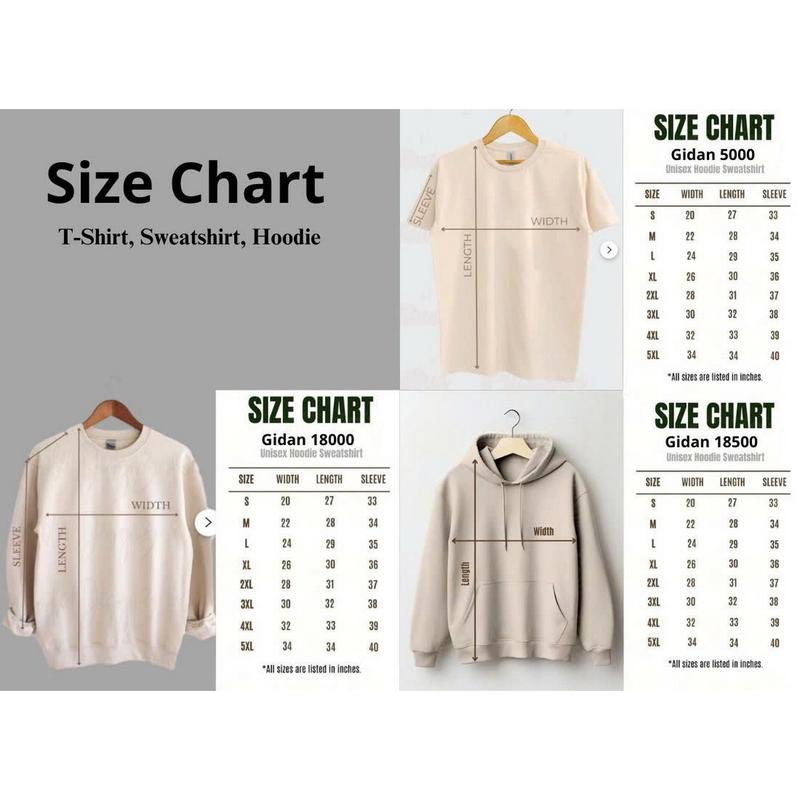 Size Chart
T-Shirt, Sweatshirt, Hoodie
SLEEVE
WIDTH
LENGTH
SIZE CHART
Gidan 5000
Unisex Hoodie Sweatshirt
SIZE WIDTH LENGTH SLEEVE
S 20 27 33
M 22 28 34
L 24 29 35
XL 26 30 36
2XL 28 31 37
3XL 30 32 38
4XL 32 33 39
5XL 34 34 40
*All sizes are listed in inches.
WIDTH
SLEEVE
LENGTH
SIZE CHART
Gidan 18000
Unisex Hoodie Sweatshirt
SIZE WIDTH LENGTH SLEEVE
S 20 27 33
M 22 28 34
L 24 29 35
XL 26 30 36
2XL 28 31 37
3XL 30 32 38
4XL 32 33 39
5XL 34 34 40
*All sizes are listed in inches.
Width
Length
SIZE CHART
Gidan 18500
Unisex Hoodie Sweatshirt
SIZE WIDTH LENGTH SLEEVE
S 20 27 33
M 22 28 34
L 24 29 35
XL 26 30 36
2XL 28 31 37
3XL 30 32 38
4XL 32 33 39
5XL 34 34 40
*All sizes are listed in inches.